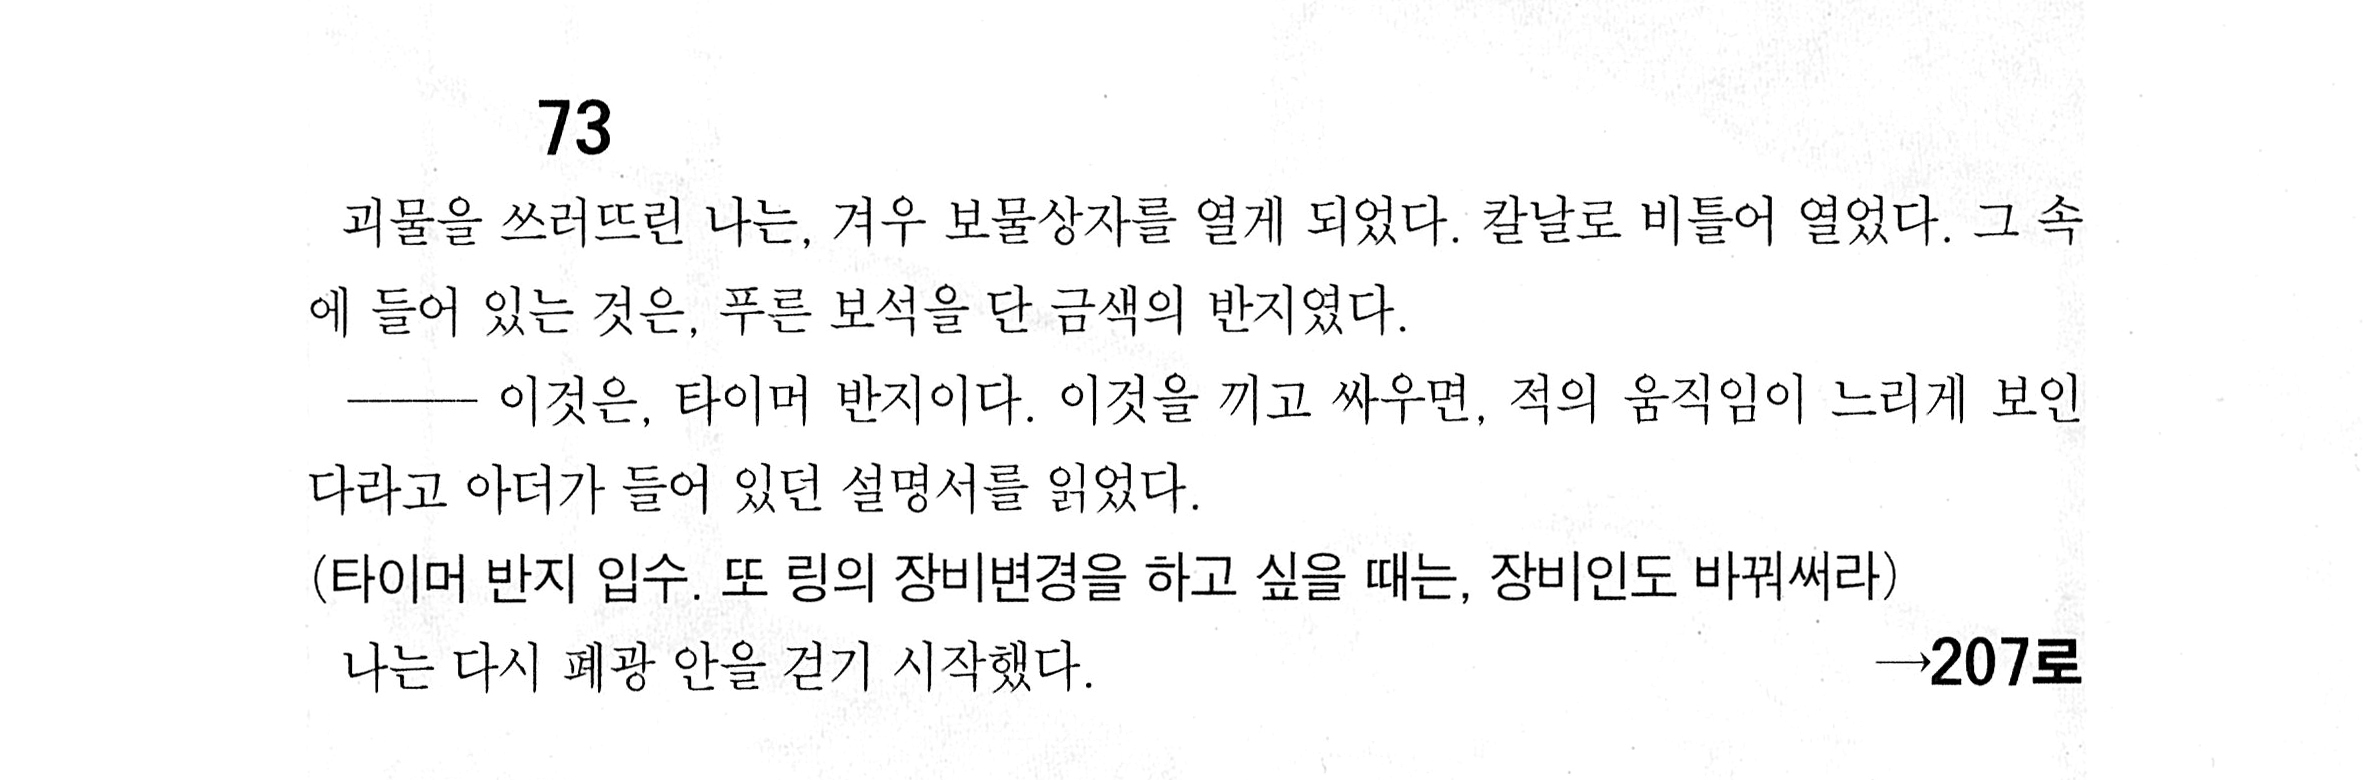 73
괴물을 쓰러뜨린 나는, 겨우 보물상자를 열게 되었다. 칼날로 비틀어 열었다. 그 속
에 들어 있는 것은, 푸른 보석을 단 금색의 반지였다.
── 이것은, 타이머 반지이다. 이것을 끼고 싸우면, 적의 움직임이 느리게 보인
다라고 아더가 들어 있던 설명서를 읽었다.
(타이머 반지 입수. 또 링의 장비변경을 하고 싶을 때는, 장비인도 바꿔써라)
나는 다시 폐광 안을 걷기 시작했다. →207로